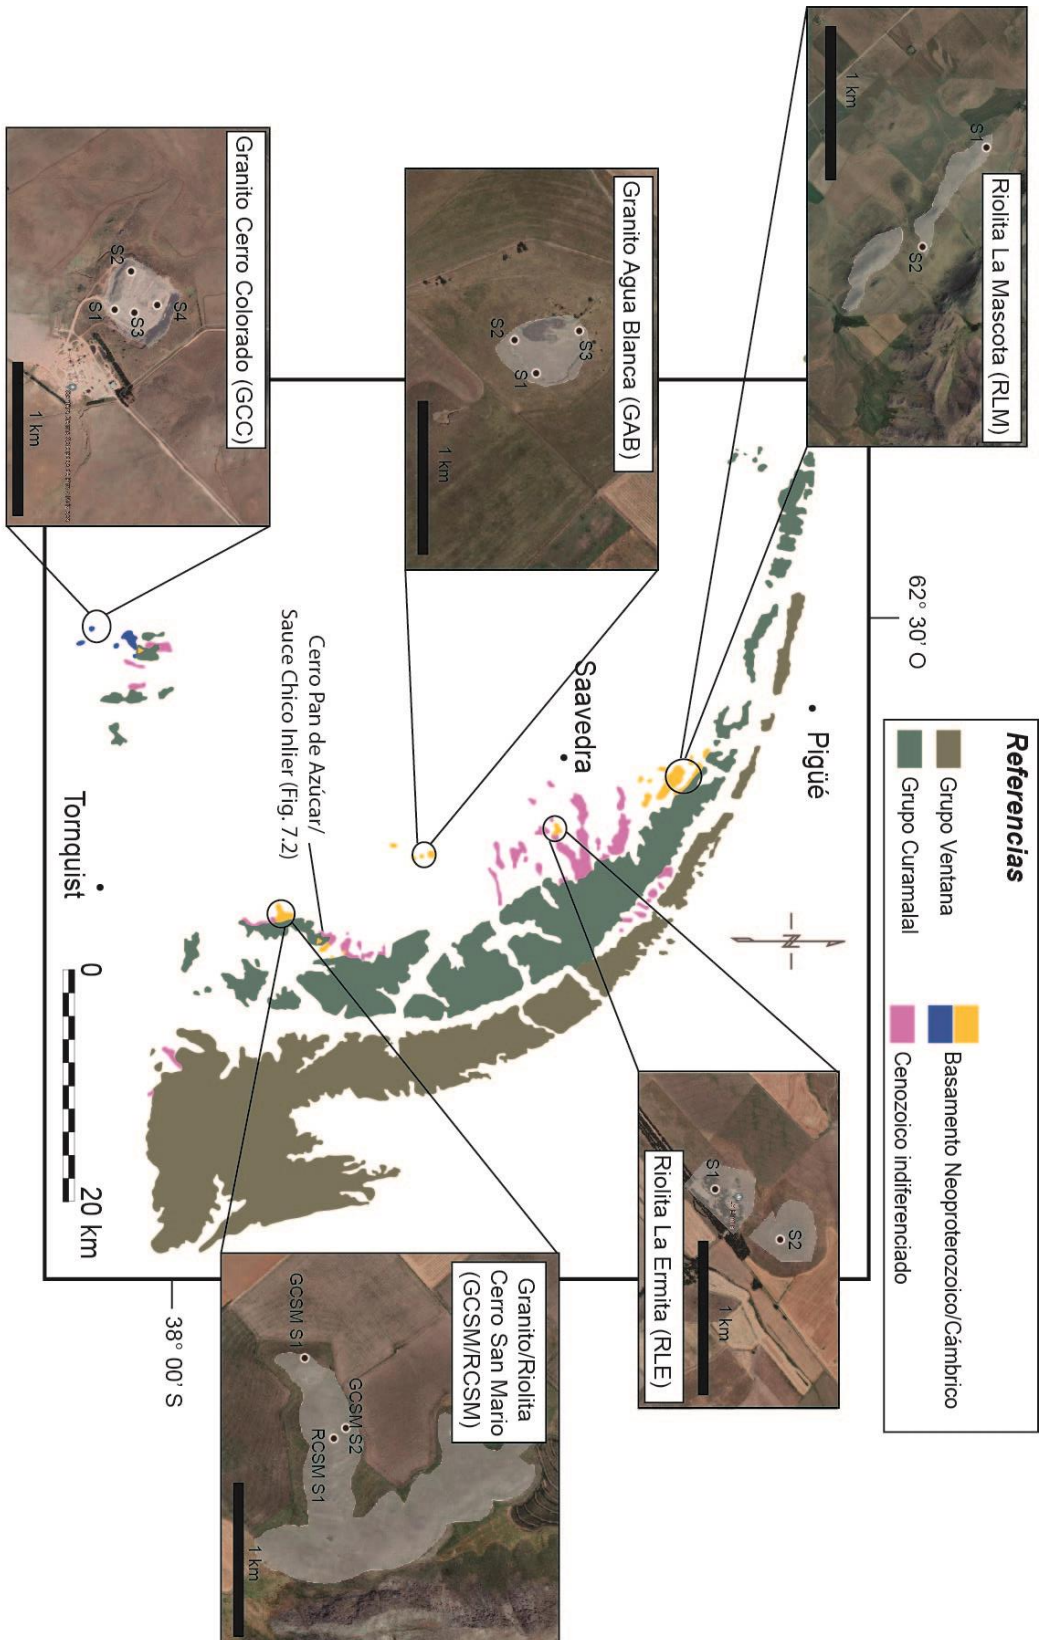 Riolita La Mascota (RLM)
S1
S2
1 km
Granito Agua Blanca (GAB)
S3
S2
S1
1 km
Granito Cerro Colorado (GCC)
S4
S3
S2
S1
1 km
62° 30' O
Pigüé
Saavedra
Cerro Pan de Azúcar/
Sauce Chico Inlier (Fig. 7.2)
Tornquist
N
0
20 km
38° 00' S
Referencias
Grupo Ventana
Grupo Curamalal
Basamento Neoproterozoico/Cámbrico
Cenozoico indiferenciado
S2
S1
1 km
Riolita La Ermita (RLE)
Granito/Riolita
Cerro San Mario
(GCSM/RCSM)
GCSM S1
GCSM S2
RCSM S1
1 km